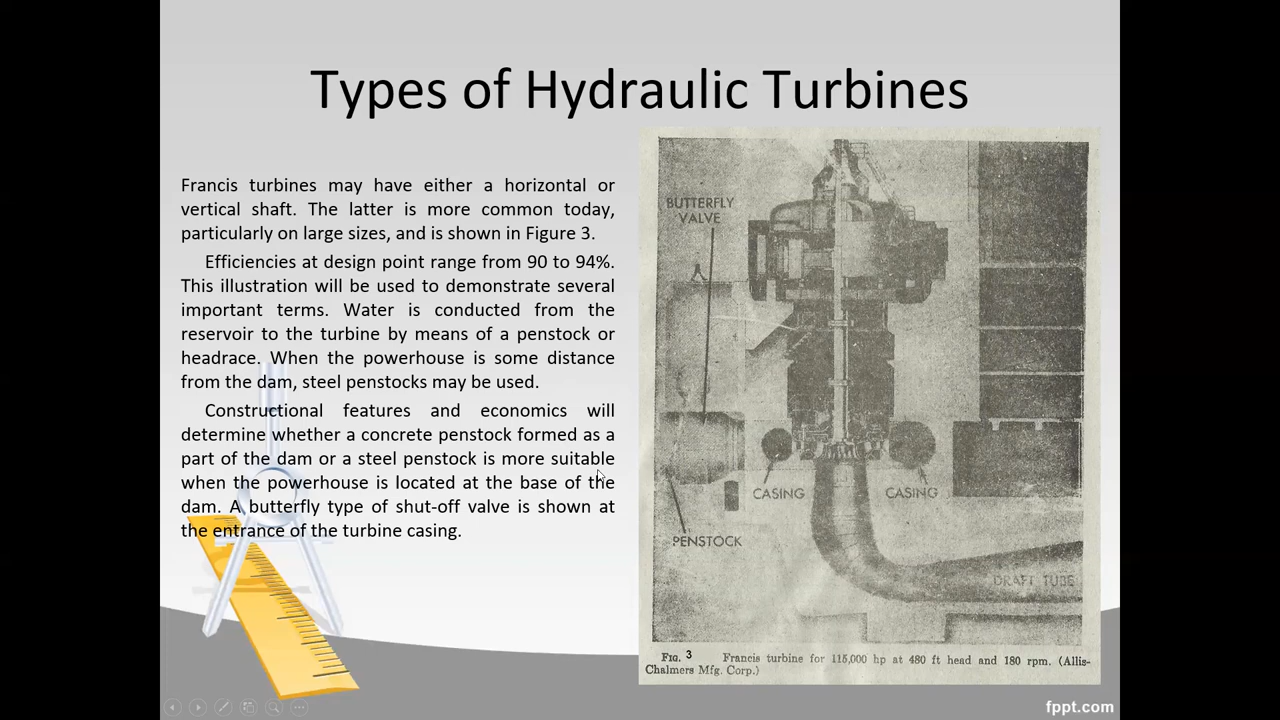 Types of Hydraulic Turbines
Francis turbines may have either a horizontal or
vertical shaft. The latter is more common today,
particularly on large sizes, and is shown in Figure 3.
Efficiencies at design point range from 90 to 94%.
This illustration will be used to demonstrate several
important terms. Water is conducted from the
reservoir to the turbine by means of a penstock or
headrace. When the powerhouse is some distance
from the dam, steel penstocks may be used.
Constructional features and economics will
determine whether a concrete penstock formed as a
part of the dam or a steel penstock is more suitable
when the powerhouse is located at the base of the
dam. A butterfly type of shut-off valve is shown at
the entrance of the turbine casing.
BUTTERFLY
VALVE
CASING
CASING
PENSTOCK
DRAFT TUBE
FIG. 3 Francis turbine for 115,000 hp at 480 ft head and 180 rpm. (Allis-
Chalmers Mfg. Corp.)
fppt.com